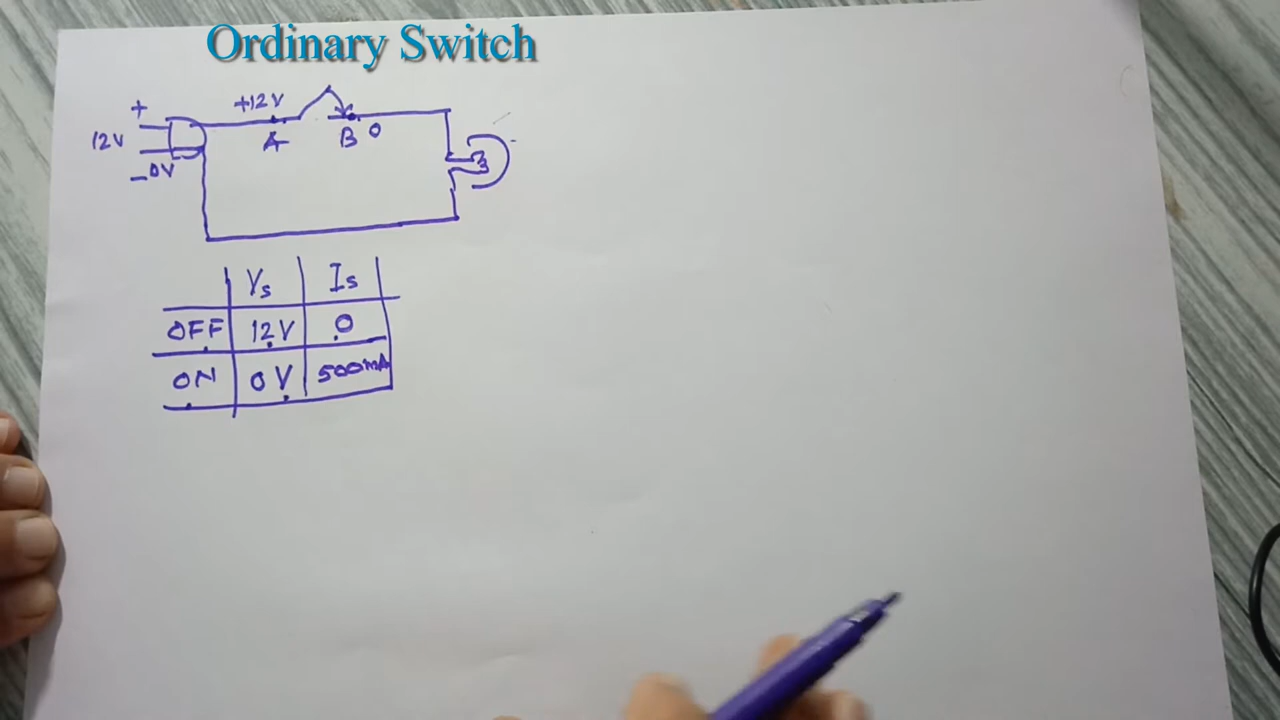 Ordinary Switch
+
+12V
12V
A
B
0
- 0V
Vs Is
OFF 12V 0
ON 0V 500mA